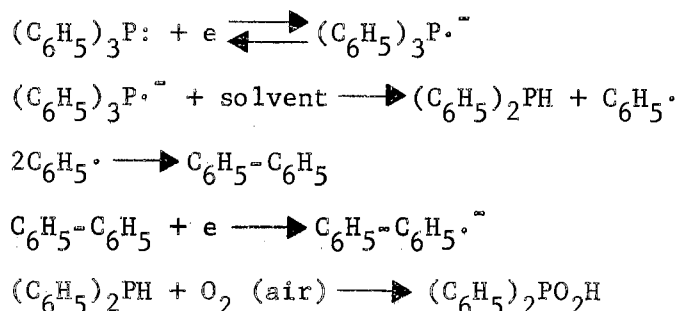 (C₆H₅)₃P: + e ⇌ (C₆H₅)₃P·⁻
(C₆H₅)₃P·⁻ + solvent → (C₆H₅)₂PH + C₆H₅·
2C₆H₅· → C₆H₅-C₆H₅
C₆H₅-C₆H₅ + e → C₆H₅-C₆H₅·⁻
(C₆H₅)₂PH + O₂ (air) → (C₆H₅)₂PO₂H